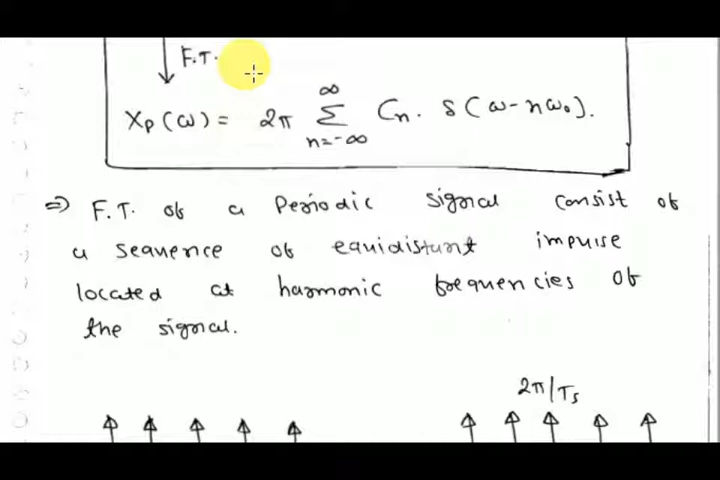 F.T.
Xp(ω) = 2π ∞ Σ n=-∞ Cn. δ(ω-nω₀).
⇒ F.T. of a Periodic signal consist of
a sequence of equidistant impulse
located at harmonic frequencies of
the signal.
2π/Ts